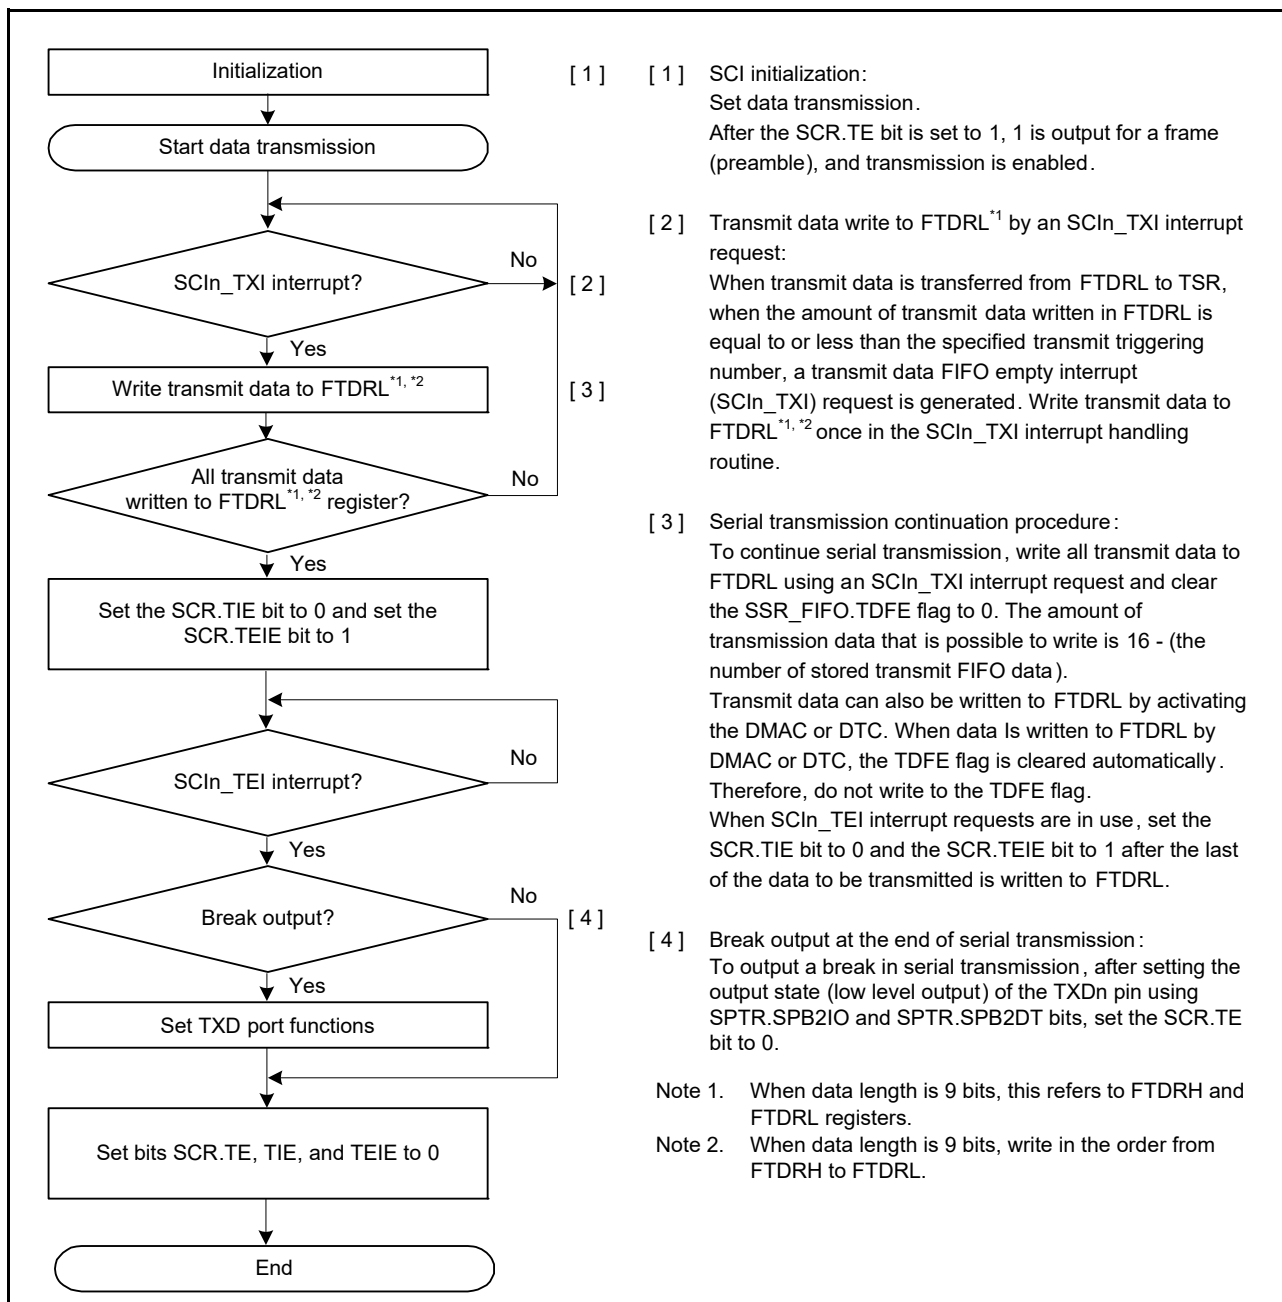 Initialization
[ 1 ]
Start data transmission
SCIn_TXI interrupt?
No
[ 2 ]
Yes
Write transmit data to FTDRL*1, *2
[ 3 ]
All transmit data
written to FTDRL*1, *2 register?
No
Yes
Set the SCR.TIE bit to 0 and set the
SCR.TEIE bit to 1
SCIn_TEI interrupt?
No
Yes
Break output?
No
[ 4 ]
Yes
Set TXD port functions
Set bits SCR.TE, TIE, and TEIE to 0
End
[ 1 ] SCI initialization:
Set data transmission.
After the SCR.TE bit is set to 1, 1 is output for a frame
(preamble), and transmission is enabled.
[ 2 ] Transmit data write to FTDRL*1 by an SCIn_TXI interrupt
request:
When transmit data is transferred from FTDRL to TSR,
when the amount of transmit data written in FTDRL is
equal to or less than the specified transmit triggering
number, a transmit data FIFO empty interrupt
(SCIn_TXI) request is generated. Write transmit data to
FTDRL*1, *2 once in the SCIn_TXI interrupt handling
routine.
[ 3 ] Serial transmission continuation procedure:
To continue serial transmission, write all transmit data to
FTDRL using an SCIn_TXI interrupt request and clear
the SSR_FIFO.TDFE flag to 0. The amount of
transmission data that is possible to write is 16 - (the
number of stored transmit FIFO data).
Transmit data can also be written to FTDRL by activating
the DMAC or DTC. When data Is written to FTDRL by
DMAC or DTC, the TDFE flag is cleared automatically.
Therefore, do not write to the TDFE flag.
When SCIn_TEI interrupt requests are in use, set the
SCR.TIE bit to 0 and the SCR.TEIE bit to 1 after the last
of the data to be transmitted is written to FTDRL.
[ 4 ] Break output at the end of serial transmission:
To output a break in serial transmission, after setting the
output state (low level output) of the TXDn pin using
SPTR.SPB2IO and SPTR.SPB2DT bits, set the SCR.TE
bit to 0.
Note 1. When data length is 9 bits, this refers to FTDRH and
FTDRL registers.
Note 2. When data length is 9 bits, write in the order from
FTDRH to FTDRL.